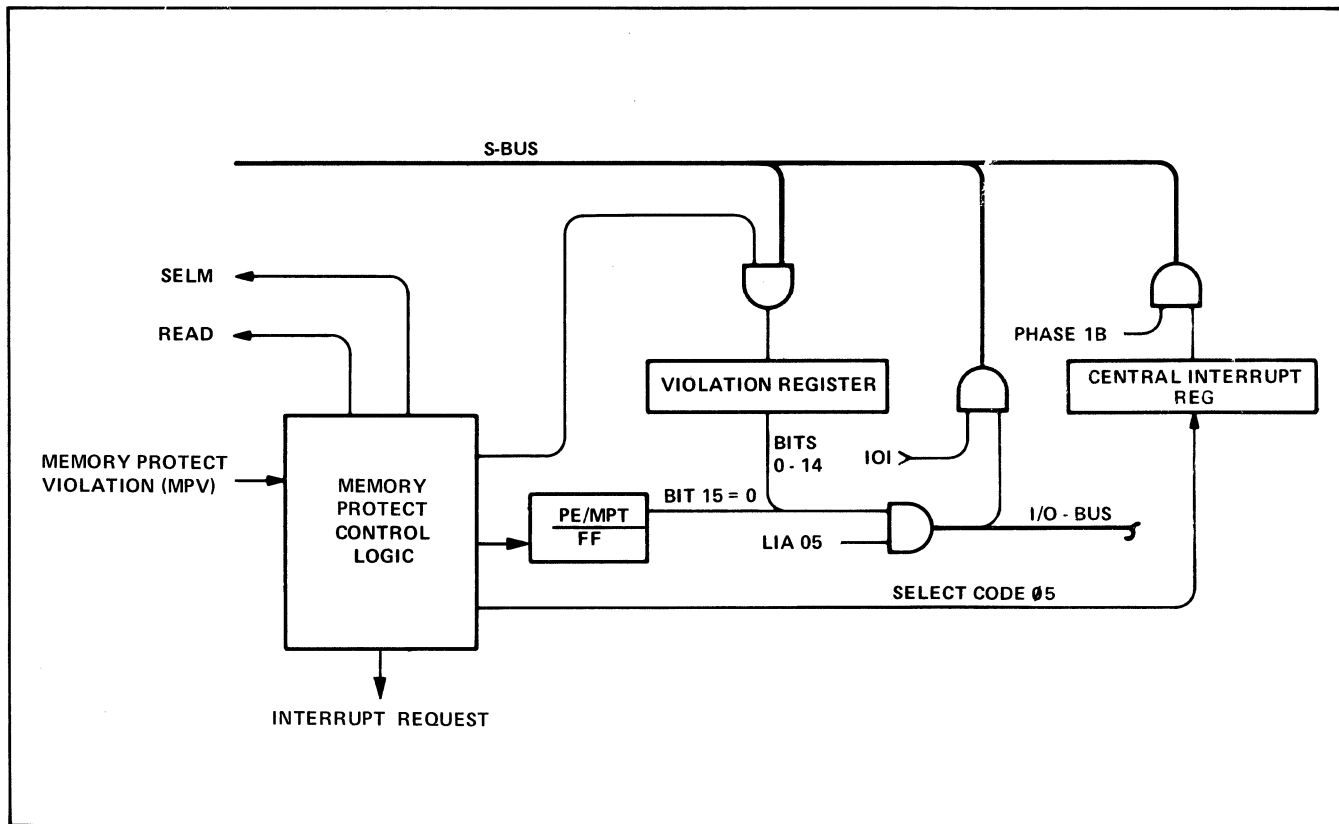 S-BUS
SELM
READ
PHASE 1B
VIOLATION REGISTER
CENTRAL INTERRUPT
REG
BITS
0 - 14
IOI
MEMORY PROTECT
VIOLATION (MPV)
MEMORY
PROTECT
CONTROL
LOGIC
BIT 15 = 0
PE/MPT
FF
I/O - BUS
LIA 05
SELECT CODE Ø5
INTERRUPT REQUEST